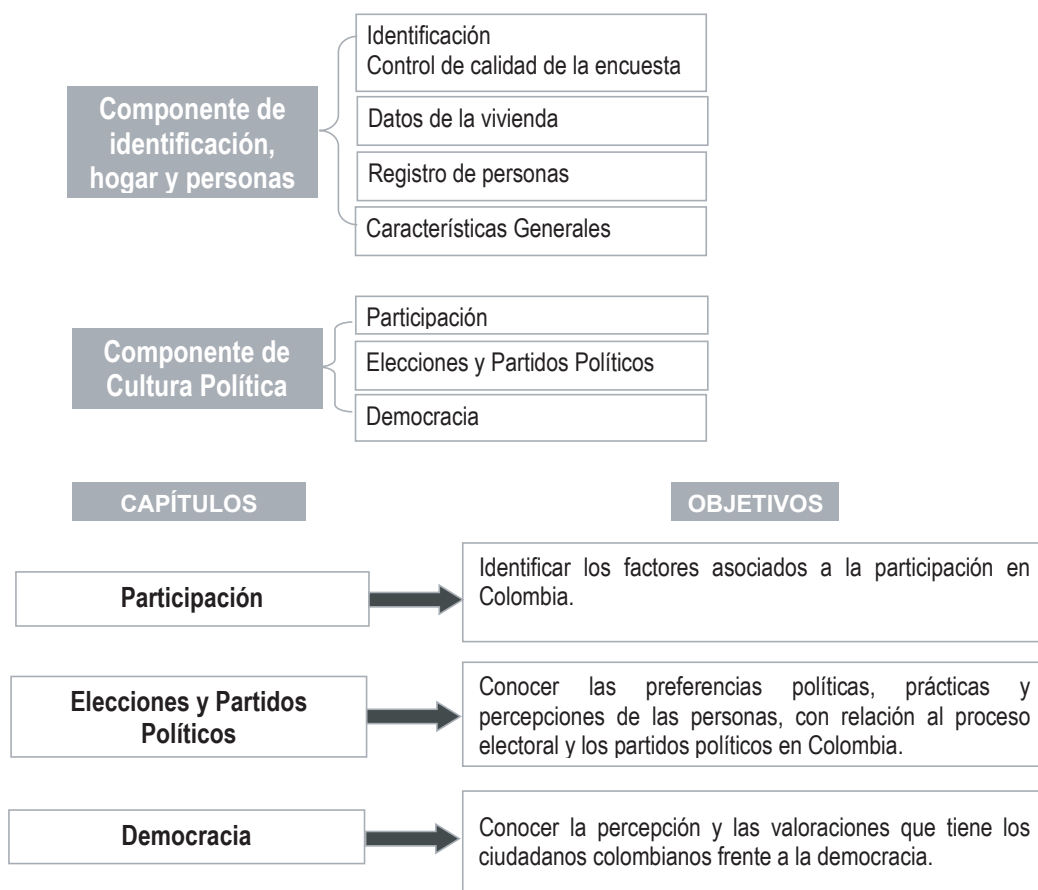 Componente de
identificación,
hogar y personas
Identificación
Control de calidad de la encuesta
Datos de la vivienda
Registro de personas
Características Generales
Componente de
Cultura Política
Participación
Elecciones y Partidos Políticos
Democracia
CAPÍTULOS
OBJETIVOS
Participación
Identificar los factores asociados a la participación en
Colombia.
Elecciones y Partidos
Políticos
Conocer las preferencias políticas, prácticas y
percepciones de las personas, con relación al proceso
electoral y los partidos políticos en Colombia.
Democracia
Conocer la percepción y las valoraciones que tiene los
ciudadanos colombianos frente a la democracia.